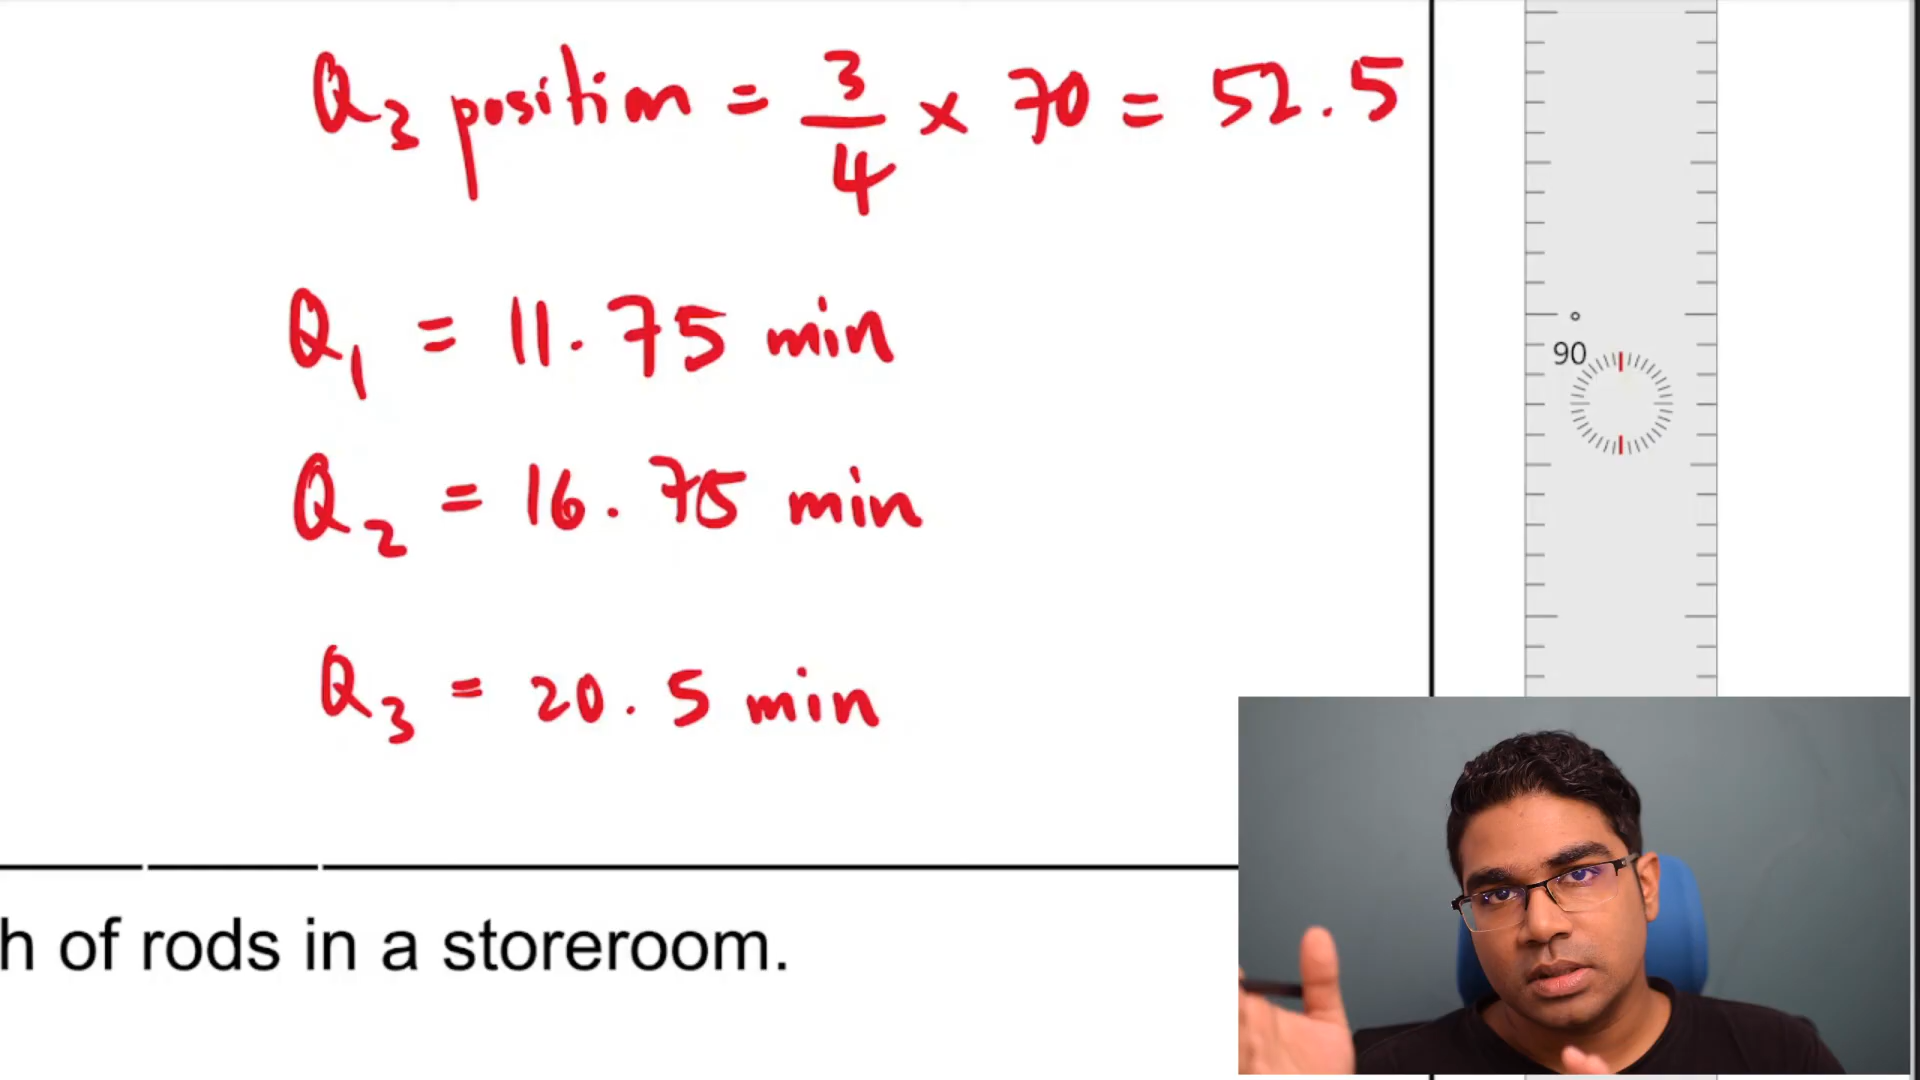 Q₃ position = 3/4 × 70 = 52.5
Q₁ = 11.75 min
90°
Q₂ = 16.75 min
Q₃ = 20.5 min
h of rods in a storeroom.